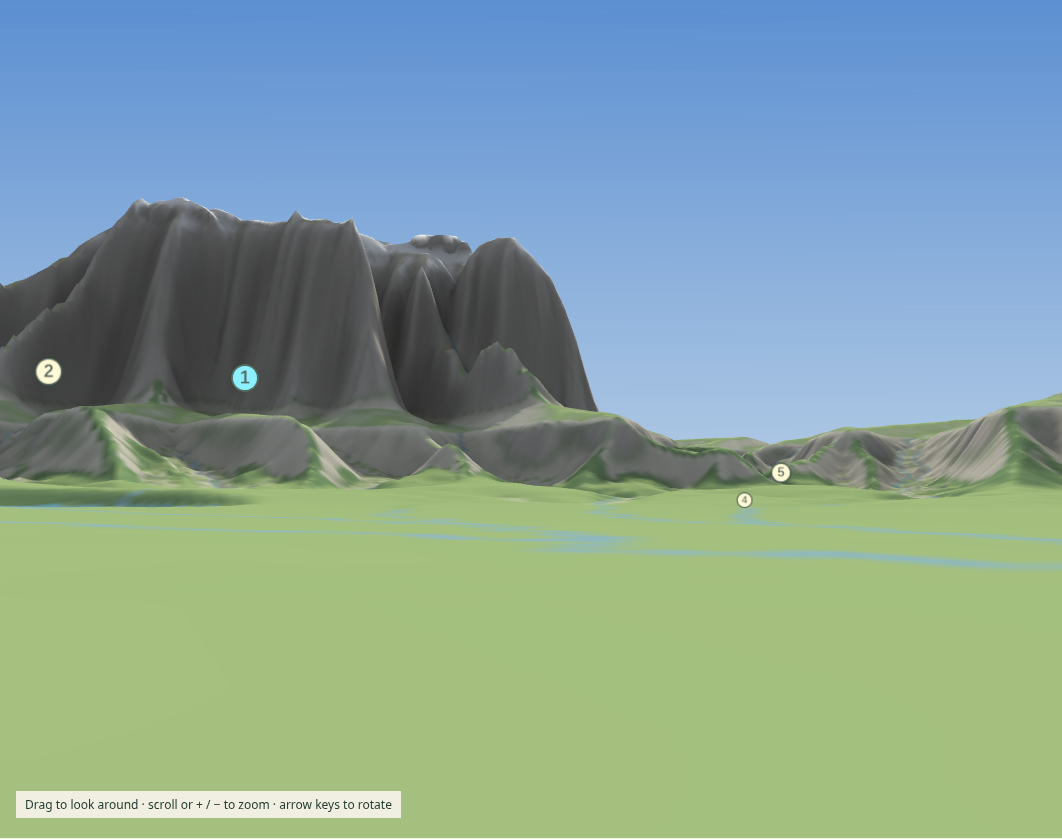 2
1
5
4
Drag to look around · scroll or + / − to zoom · arrow keys to rotate